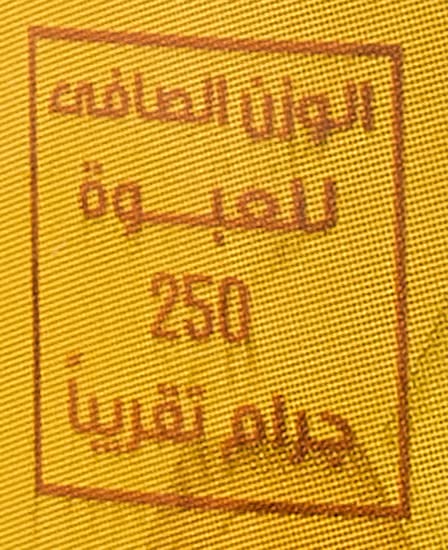 الوزن الصافى
للعبوة
250
جرام تقريباً